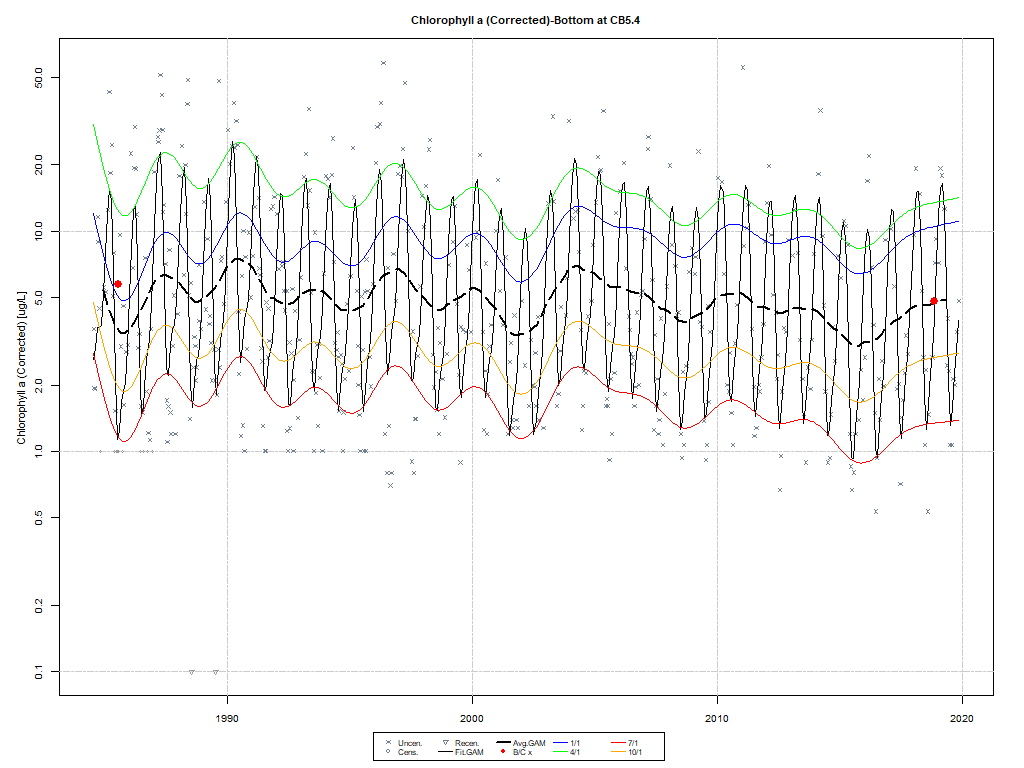 Chlorophyll a (Corrected)-Bottom at CB5.4
Chlorophyll a (Corrected) [ug/L]
50.0
20.0
10.0
5.0
2.0
1.0
0.5
0.2
0.1
1990 2000 2010 2020
Uncen. Recen. Avg.GAM 1/1 7/1
Cens. Fit.GAM B/C x 4/1 10/1